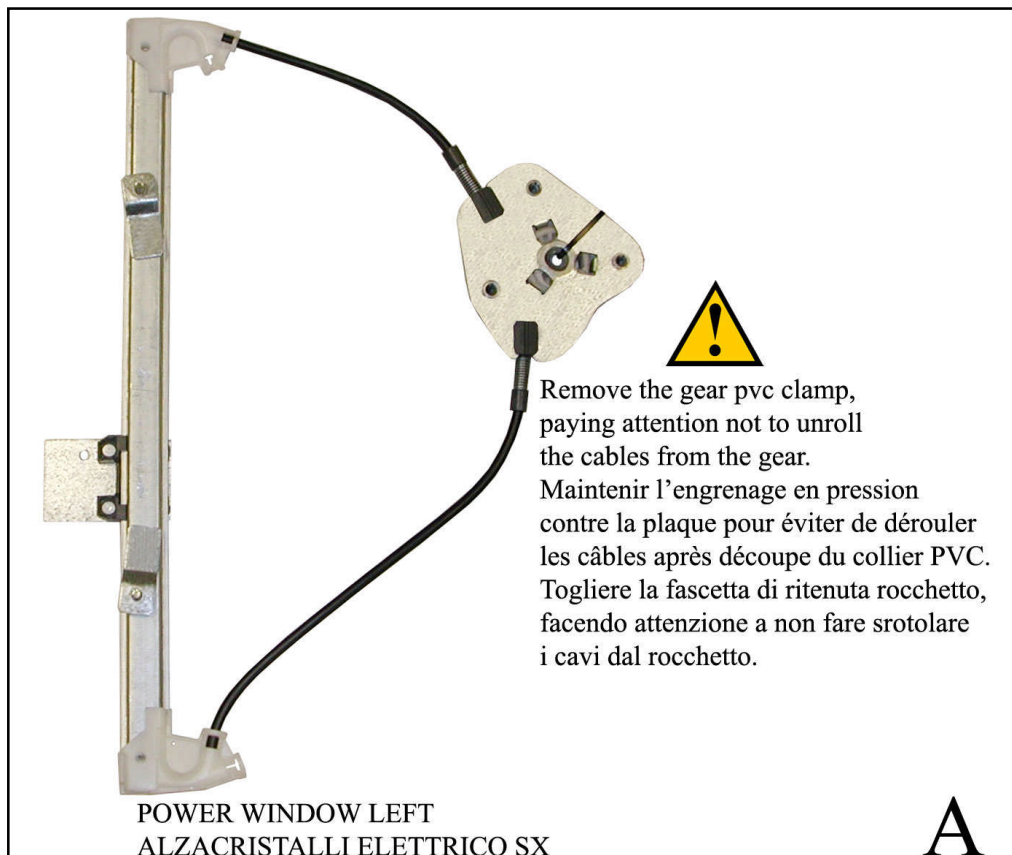 !
Remove the gear pvc clamp,
paying attention not to unroll
the cables from the gear.
Maintenir l’engrenage en pression
contre la plaque pour éviter de dérouler
les câbles après découpe du collier PVC.
Togliere la fascetta di ritenuta rocchetto,
facendo attenzione a non fare srotolare
i cavi dal rocchetto.
POWER WINDOW LEFT
ALZACRISTALLI ELETTRICO SX
A